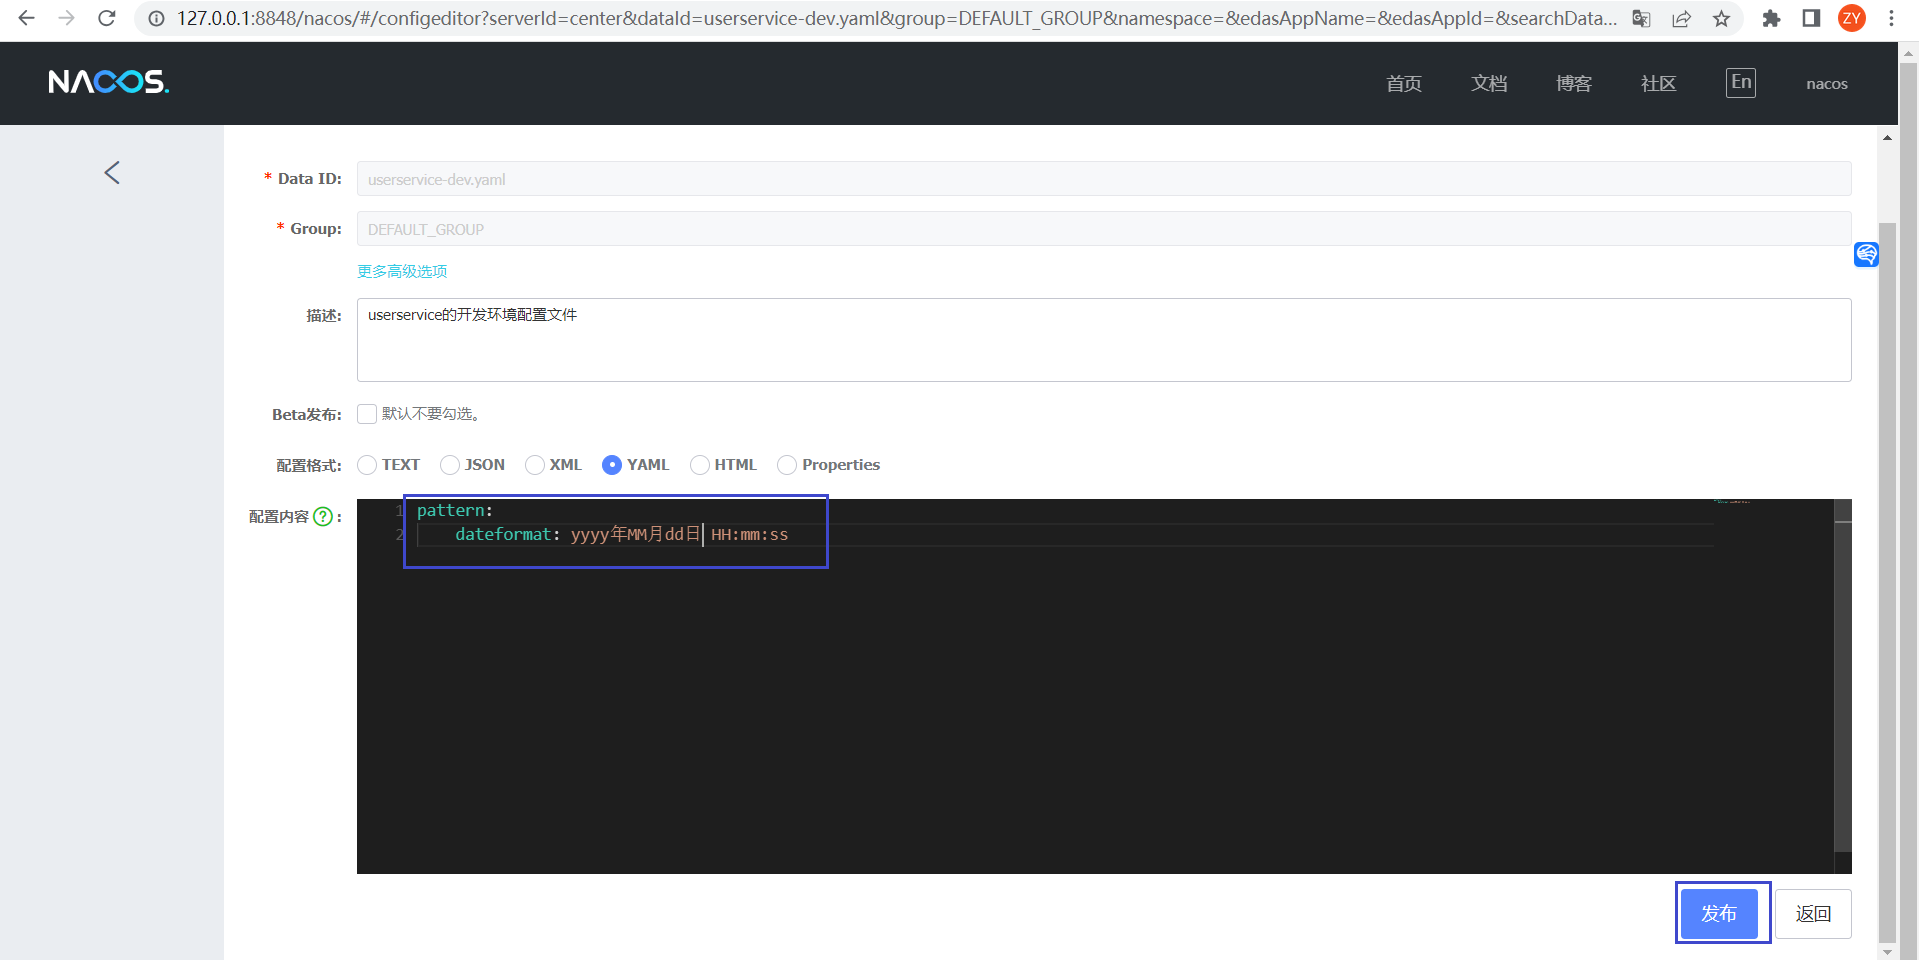 127.0.0.1:8848/nacos/#/configeditor?serverId=center&dataId=userservice-dev.yaml&group=DEFAULT_GROUP&namespace=&edasAppName=&edasAppId=&searchData...
ZY
NACOS.
首页
文档
博客
社区
En
nacos
* Data ID:
userservice-dev.yaml
* Group:
DEFAULT_GROUP
更多高级选项
描述:
userservice的开发环境配置文件
Beta发布:
默认不要勾选。
配置格式:
TEXT
JSON
XML
YAML
HTML
Properties
配置内容 ? :
1 pattern:
2 dateformat: yyyy年MM月dd日 HH:mm:ss
发布
返回